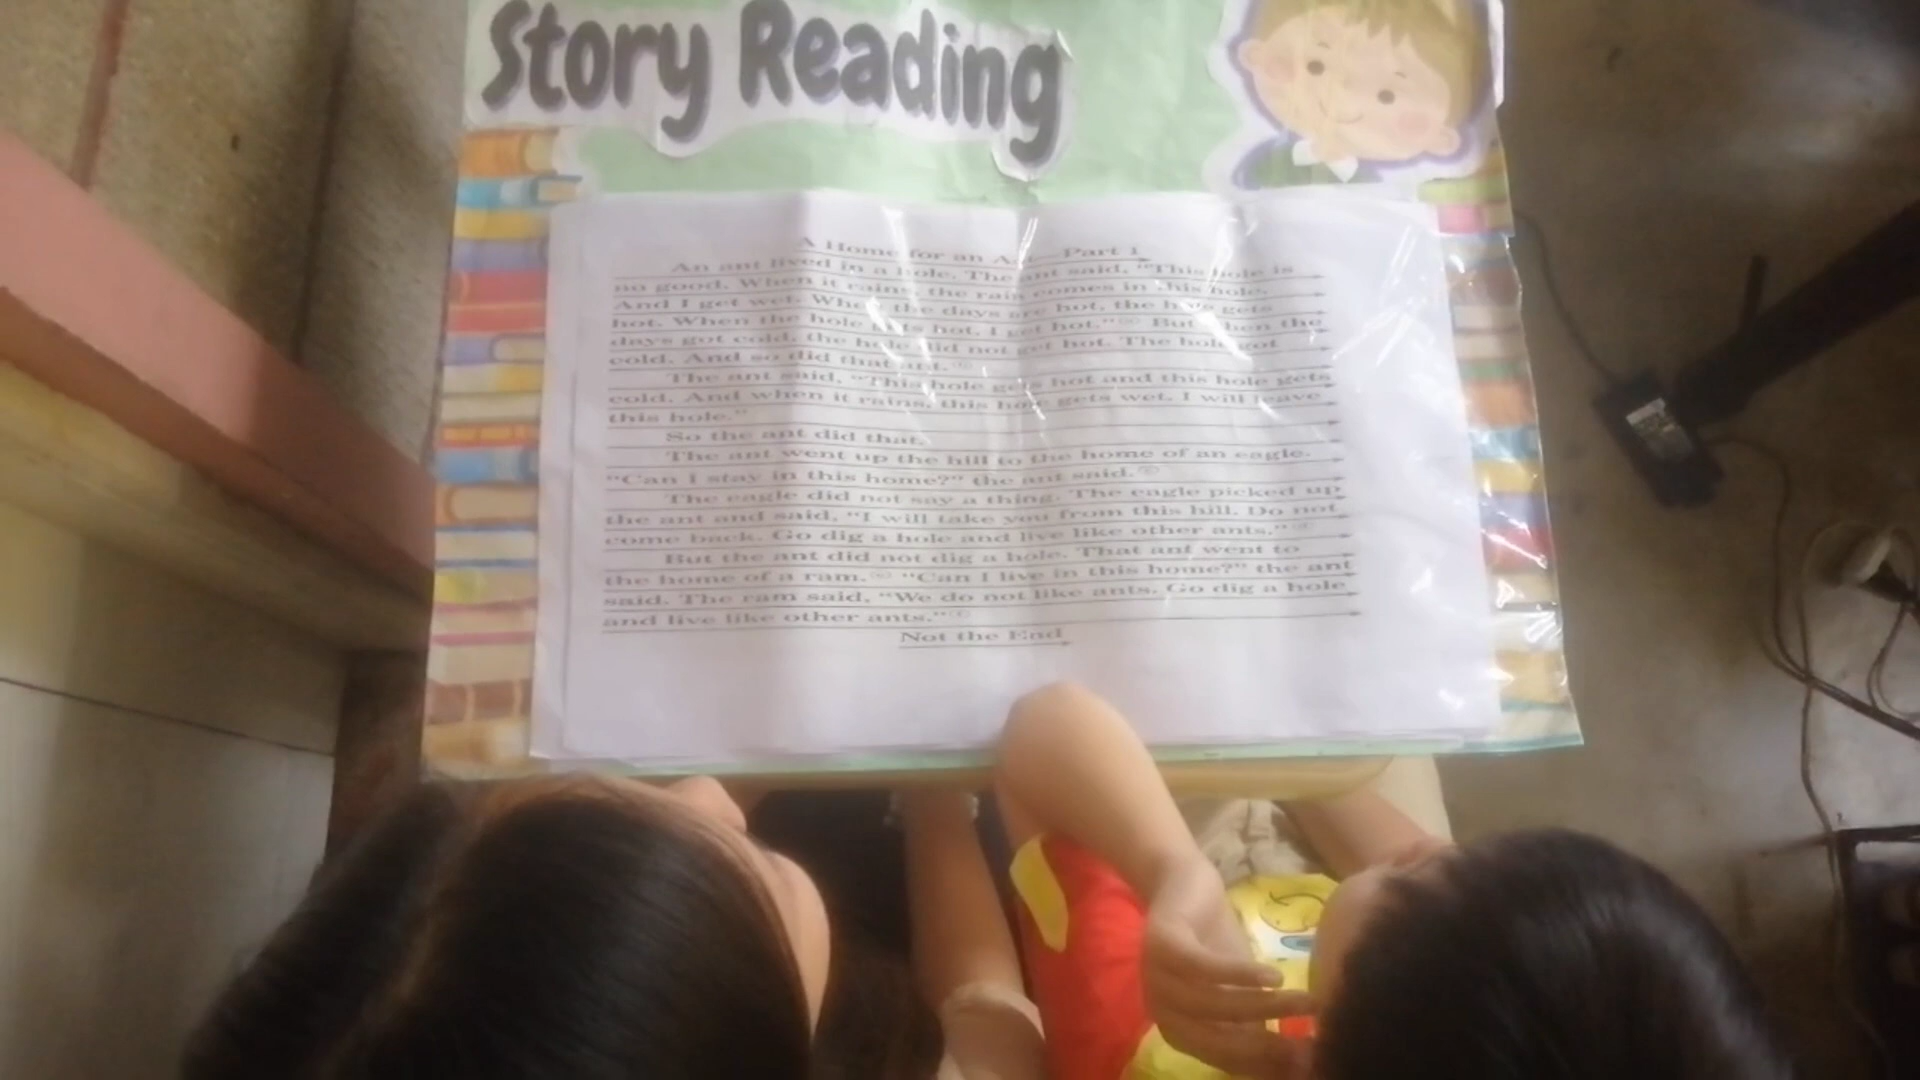 Story Reading
A Home for an Part 1
An ant lived in a hole. The ant said, "This hole is
no good. When it rains, the rain comes in this hole.
And I get wet. When the days are hot, the hole gets
hot. When the hole gets hot, I get hot." But when the
days got cold, the hole did not get hot. The hole got
cold. And so did that ant.
The ant said, "This hole gets hot and this hole gets
cold. And when it rains, this hole gets wet. I will leave
this hole."
So the ant did that.
The ant went up the hill to the home of an eagle.
"Can I stay in this home?" the ant said.
The eagle did not say a thing. The eagle picked up
the ant and said, "I will take you from this hill. Do not
come back. Go dig a hole and live like other ants."
But the ant did not dig a hole. That ant went to
the home of a ram. "Can I live in this home?" the ant
said. The ram said, "We do not like ants. Go dig a hole
and live like other ants."
Not the End